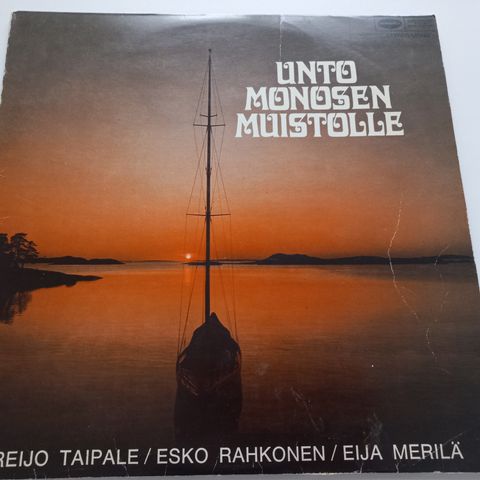 UNTO
MONOSEN
MUISTOLLE
REIJO TAIPALE / ESKO RAHKONEN / EIJA MERILÄ